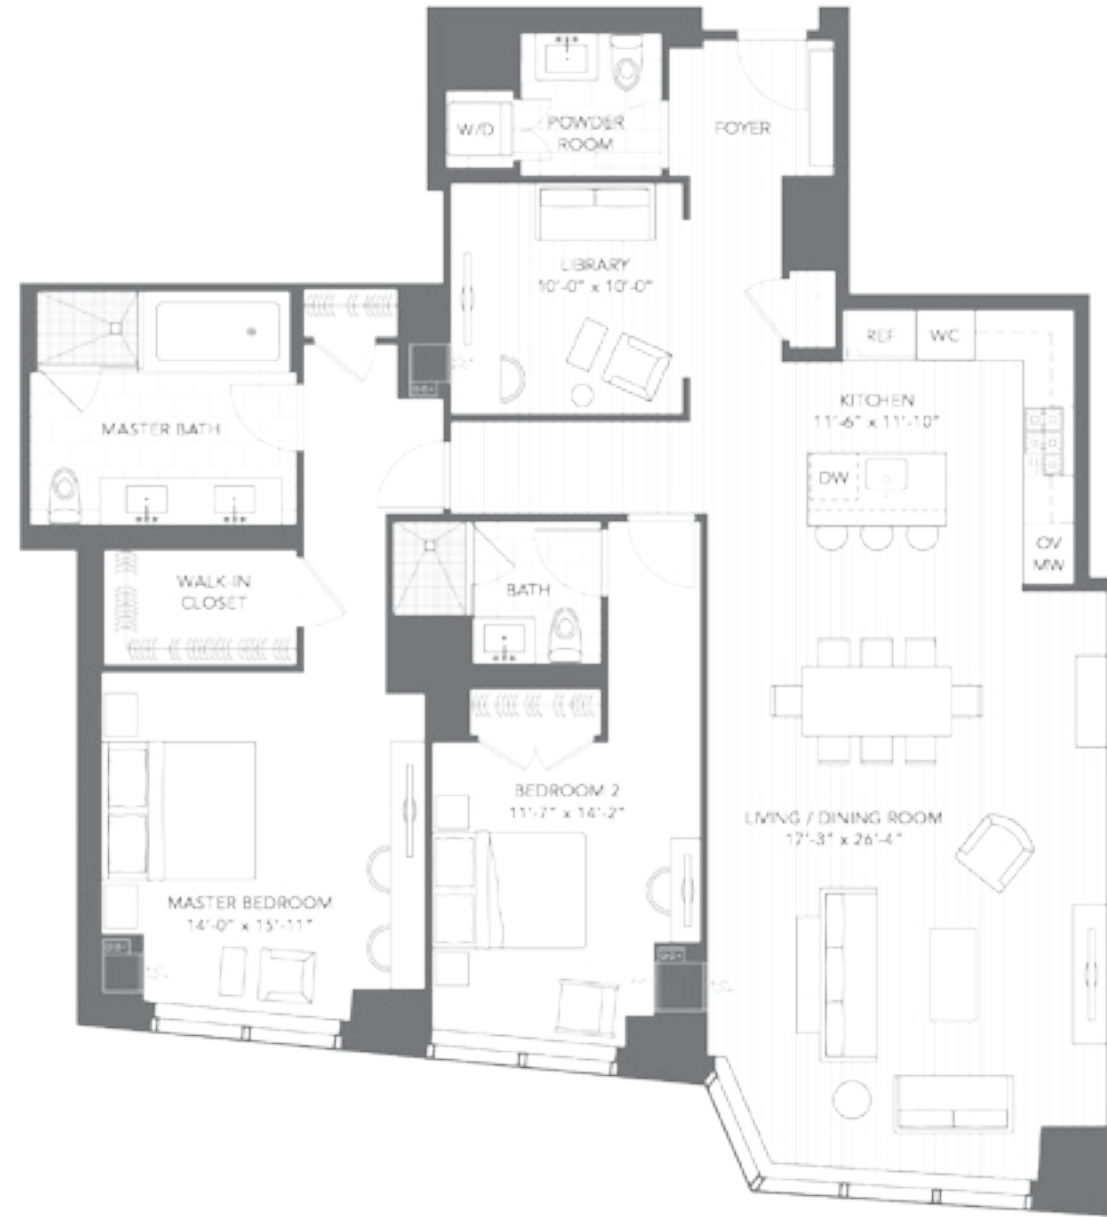 W/D
POWDER
ROOM
FOYER
LIBRARY
10'-0" x 10'-0"
REF
WC
KITCHEN
11'-6" x 11'-10"
MASTER BATH
DW
OV
MW
WALK-IN
CLOSET
BATH
BEDROOM 2
11'-7" x 14'-2"
LIVING / DINING ROOM
17'-3" x 26'-4"
MASTER BEDROOM
14'-0" x 15'-11"